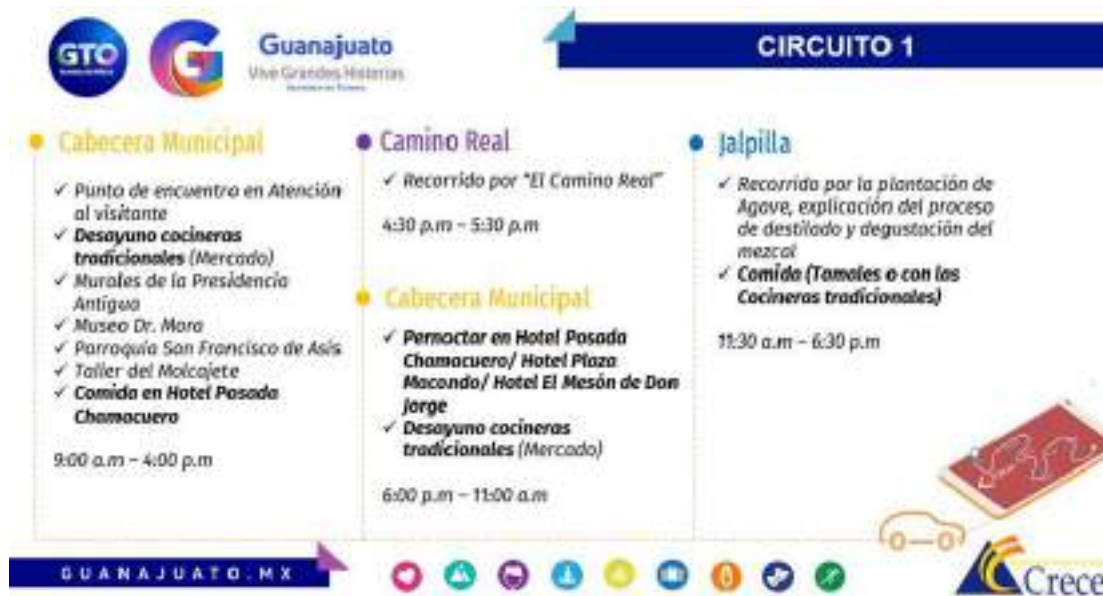 GTO
Guanajuato
Vive Grandes Historias
CIRCUITO 1
Cabecera Municipal
✓ Punto de encuentro en Atención
al visitante
✓ Desayuno cocineras
tradicionales (Mercado)
✓ Murales de la Presidencia
Antigua
✓ Museo Dr. Mora
✓ Parroquia San Francisco de Asis
✓ Taller del Molcajete
✓ Comida en Hotel Posada
Chamacuero
9:00 a.m – 4:00 p.m
Camino Real
✓ Recorrido por "El Camino Real"
4:30 p.m – 5:30 p.m
Cabecera Municipal
✓ Pernoctar en Hotel Posada
Chamacuero/ Hotel Plaza
Macondo/ Hotel El Mesón de Don
Jorge
✓ Desayuno cocineras
tradicionales (Mercado)
6:00 p.m – 11:00 a.m
Jalpilla
✓ Recorrido por la plantación de
Agave, explicación del proceso
de destilado y degustación del
mezcal
✓ Comida (Tamales o con las
Cocineras tradicionales)
11:30 a.m – 6:30 p.m
GUANAJUATO.MX
Crece